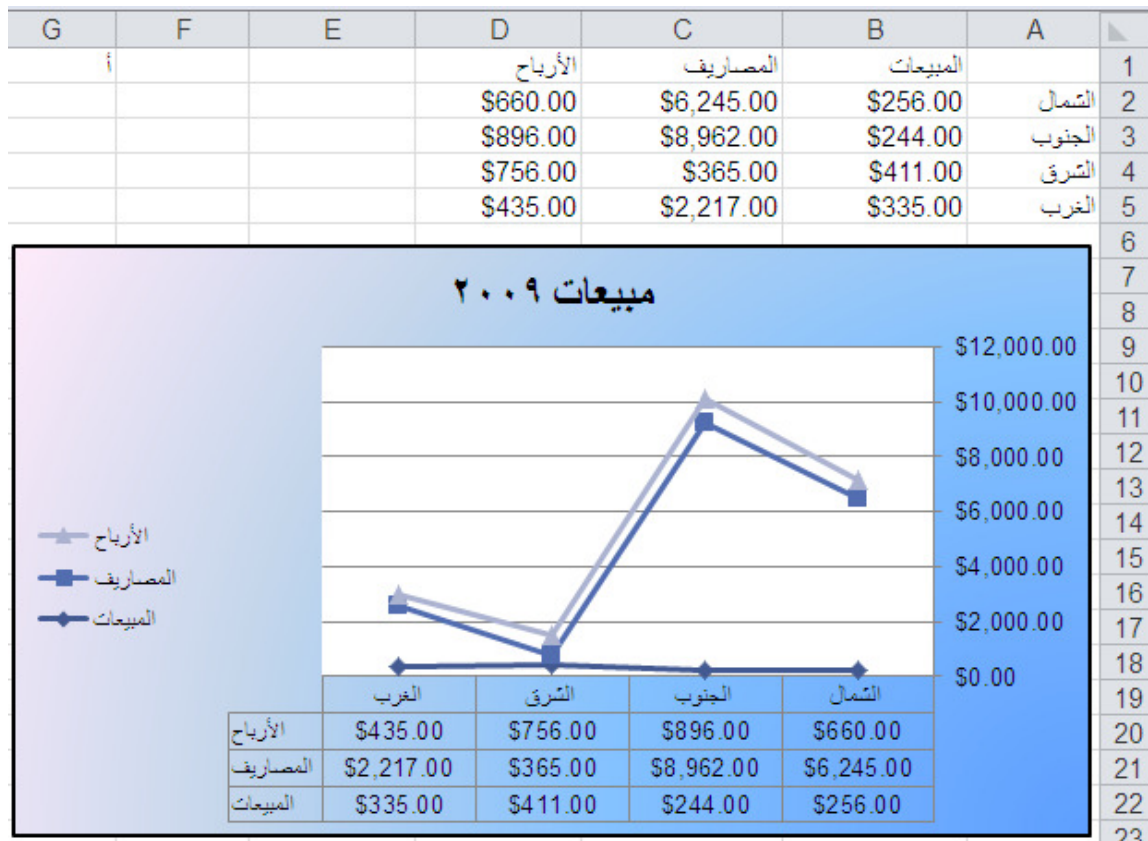 A B C D E F G
1 المبيعات المصاريف الأرباح أ
2 الشمال $256.00 $6,245.00 $660.00
3 الجنوب $244.00 $8,962.00 $896.00
4 الشرق $411.00 $365.00 $756.00
5 الغرب $335.00 $2,217.00 $435.00
6
7
8
9
10
11
12
13
14
15
16
17
18
19
20
21
22
23
مبيعات ٢٠٠٩
$12,000.00
$10,000.00
$8,000.00
$6,000.00
$4,000.00
$2,000.00
$0.00
الأرباح
المصاريف
المبيعات
الشمال الجنوب الشرق الغرب
$660.00 $896.00 $756.00 $435.00 الأرباح
$6,245.00 $8,962.00 $365.00 $2,217.00 المصاريف
$256.00 $244.00 $411.00 $335.00 المبيعات